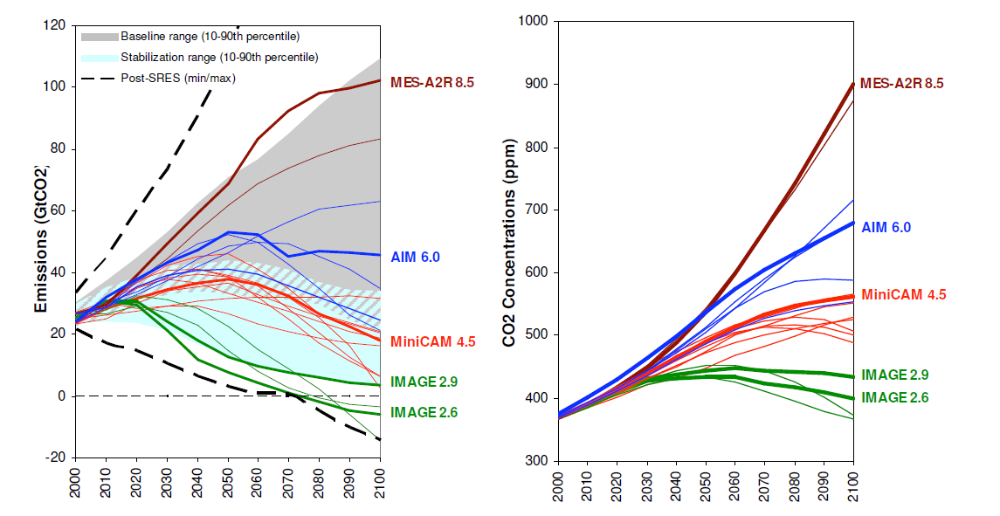 120
100
80
60
40
20
0
-20
Emissions (GtCO2)
Baseline range (10-90th percentile)
Stabilization range (10-90th percentile)
Post-SRES (min/max)
MES-A2R 8.5
AIM 6.0
MiniCAM 4.5
IMAGE 2.9
IMAGE 2.6
2000
2010
2020
2030
2040
2050
2060
2070
2080
2090
2100
1000
900
800
700
600
500
400
300
CO2 Concentrations (ppm)
MES-A2R 8.5
AIM 6.0
MiniCAM 4.5
IMAGE 2.9
IMAGE 2.6
2000
2010
2020
2030
2040
2050
2060
2070
2080
2090
2100